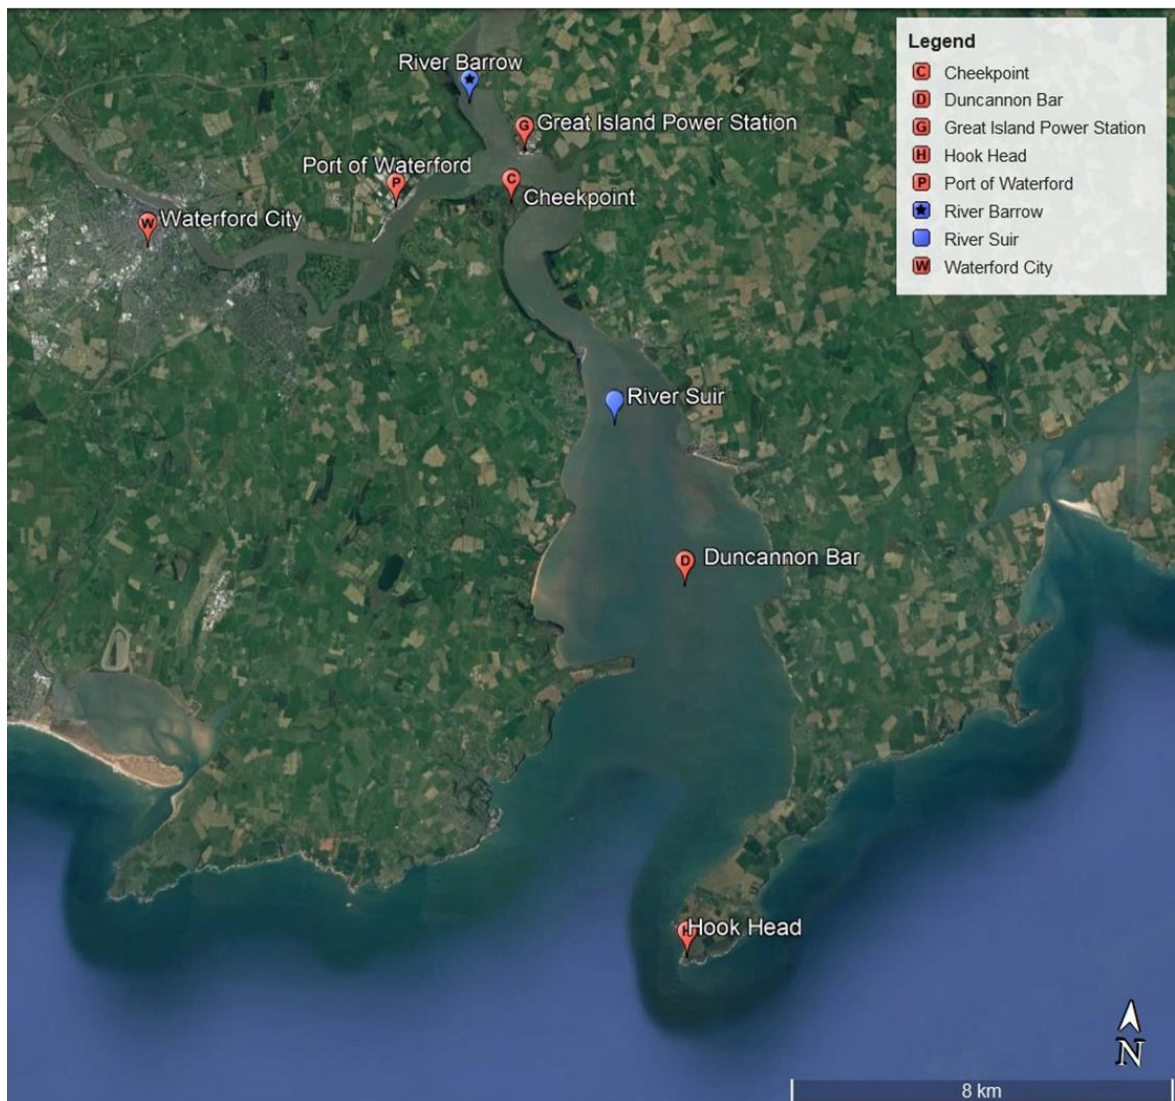 Legend
C Cheekpoint
D Duncannon Bar
G Great Island Power Station
H Hook Head
P Port of Waterford
River Barrow
River Suir
W Waterford City
River Barrow
G Great Island Power Station
Port of Waterford
P
C
Cheekpoint
W Waterford City
River Suir
Duncannon Bar
D
Hook Head
N
8 km